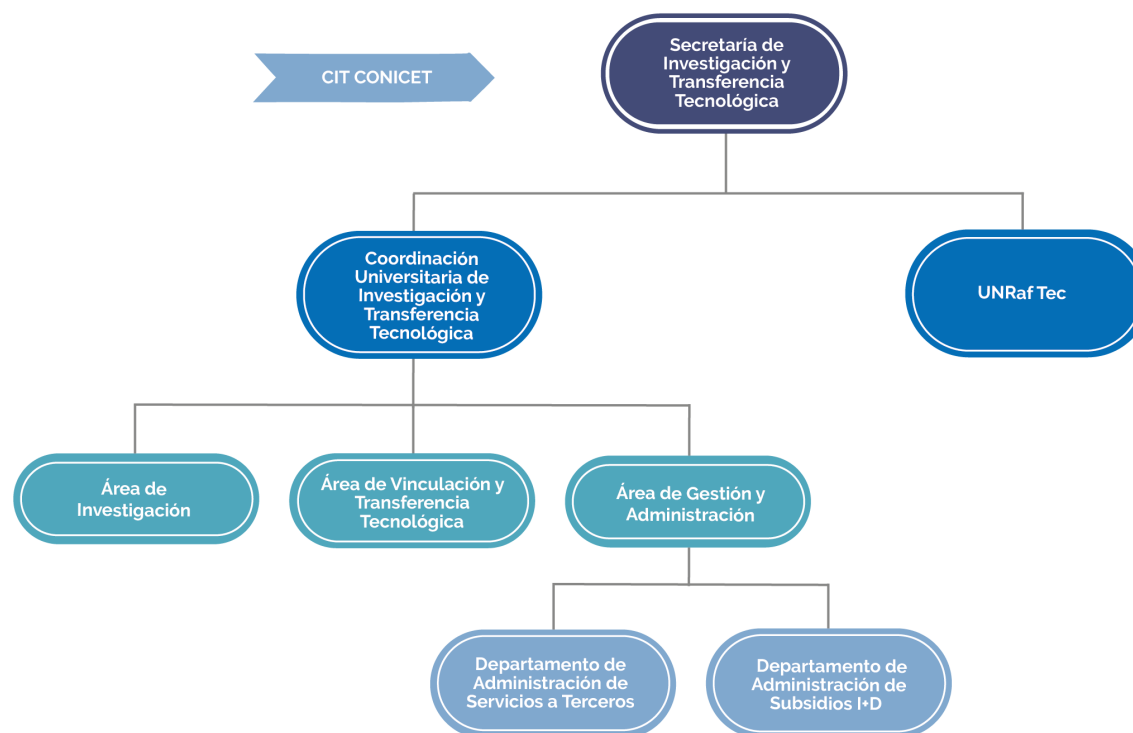 CIT CONICET
Secretaría de
Investigación y
Transferencia
Tecnológica
Coordinación
Universitaria de
Investigación y
Transferencia
Tecnológica
UNRaf Tec
Área de
Investigación
Área de Vinculación y
Transferencia
Tecnológica
Área de Gestión y
Administración
Departamento de
Administración de
Servicios a Terceros
Departamento de
Administración de
Subsidios I+D